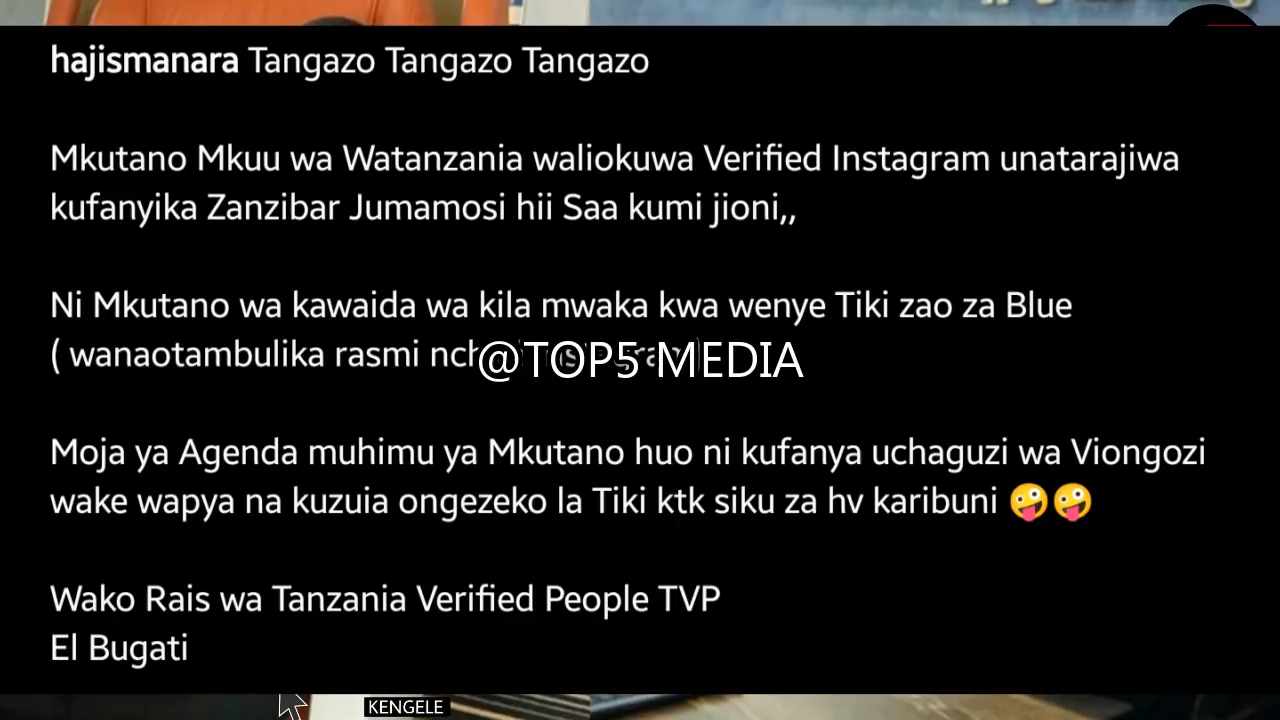 hajismanara Tangazo Tangazo Tangazo
Mkutano Mkuu wa Watanzania waliokuwa Verified Instagram unatarajiwa
kufanyika Zanzibar Jumamosi hii Saa kumi jioni,,
Ni Mkutano wa kawaida wa kila mwaka kwa wenye Tiki zao za Blue
( wanaotambulika rasmi
@TOP5 MEDIA
Moja ya Agenda muhimu ya Mkutano huo ni kufanya uchaguzi wa Viongozi
wake wapya na kuzuia ongezeko la Tiki ktk siku za hv karibuni 🤪🤪
Wako Rais wa Tanzania Verified People TVP
El Bugati
KENGELE